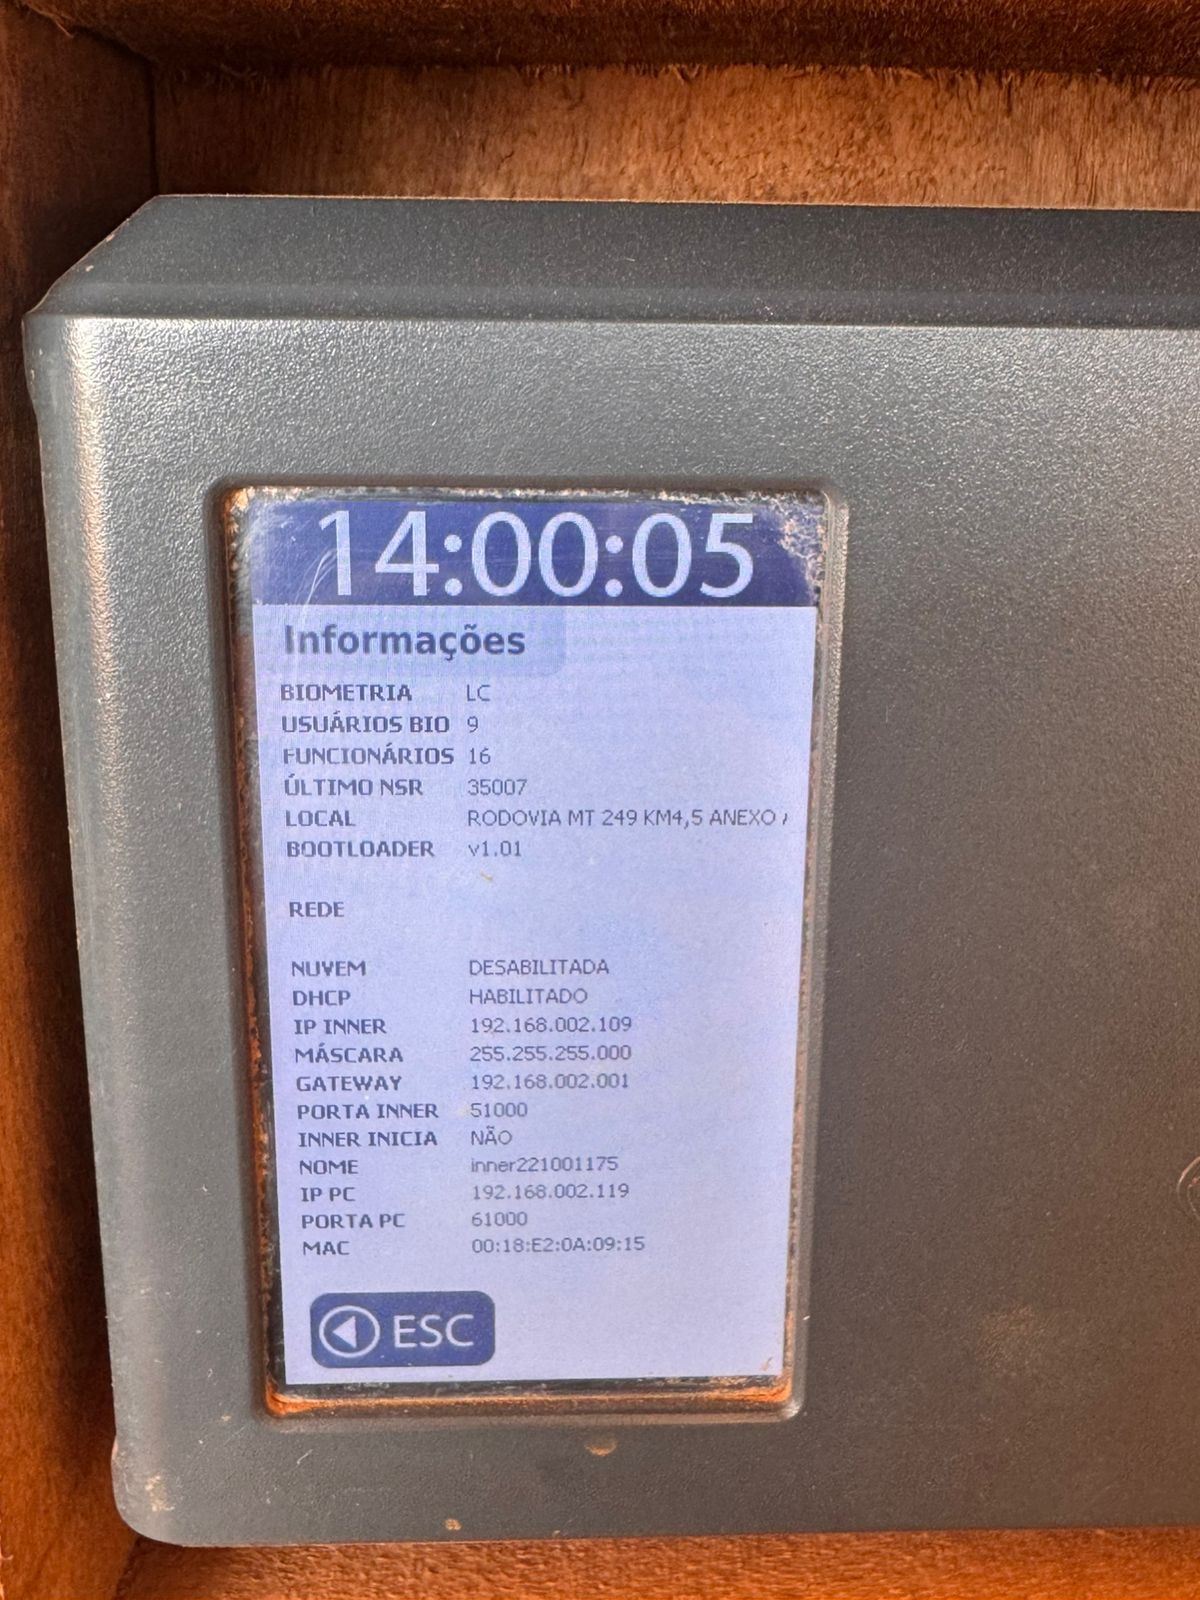 14:00:05
Informações
BIOMETRIA LC
USUÁRIOS BIO 9
FUNCIONÁRIOS 16
ÚLTIMO NSR 35007
LOCAL RODOVIA MT 249 KM4,5 ANEXO
BOOTLOADER v1.01
REDE
NUVEM DESABILITADA
DHCP HABILITADO
IP INNER 192.168.002.109
MÁSCARA 255.255.255.000
GATEWAY 192.168.002.001
PORTA INNER 51000
INNER INICIA NÃO
NOME inner221001175
IP PC 192.168.002.119
PORTA PC 61000
MAC 00:18:E2:0A:09:15
ESC